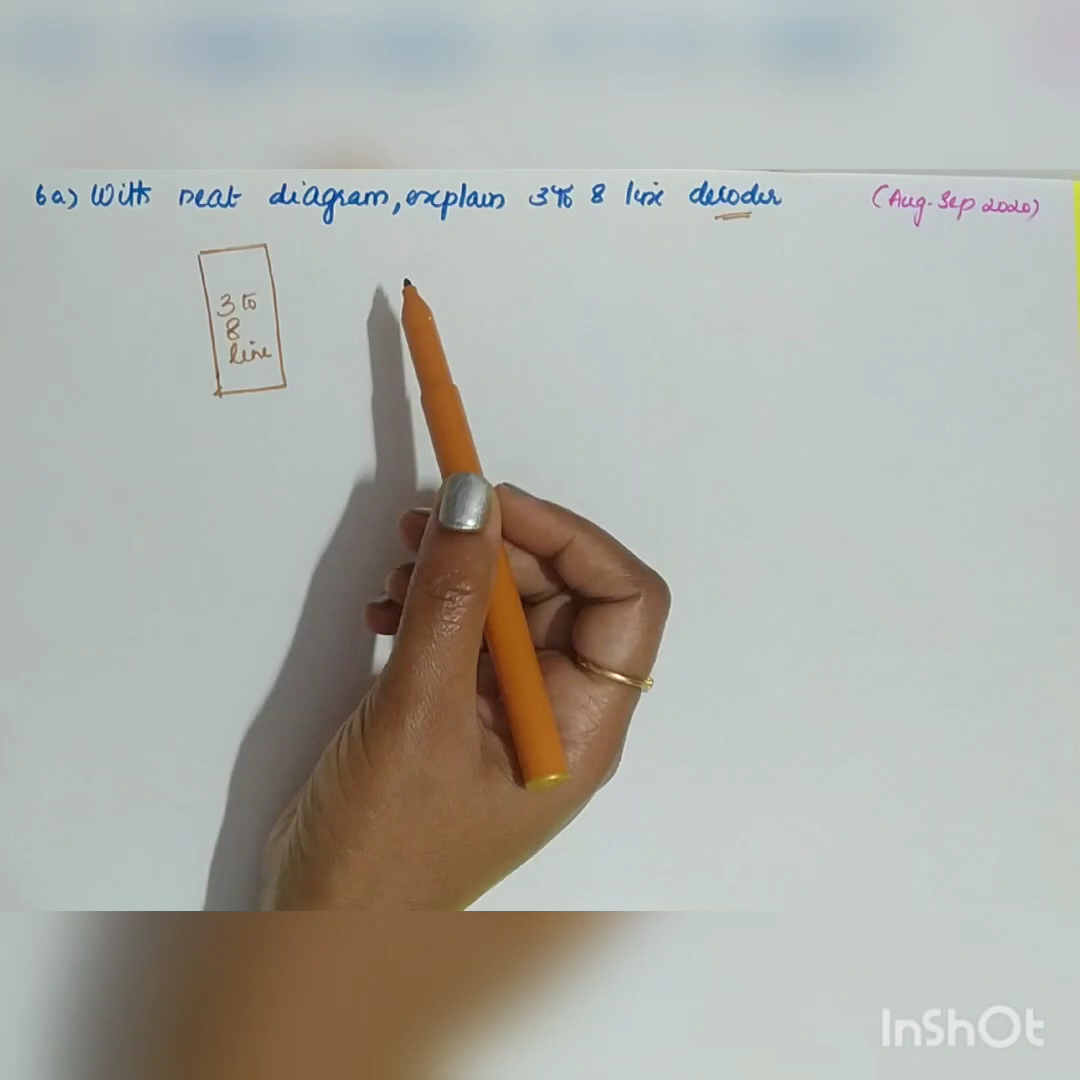 6a) With neat diagram, explain 3 to 8 line decoder (Aug-Sep 2020)
3 to
8
line
InShOt